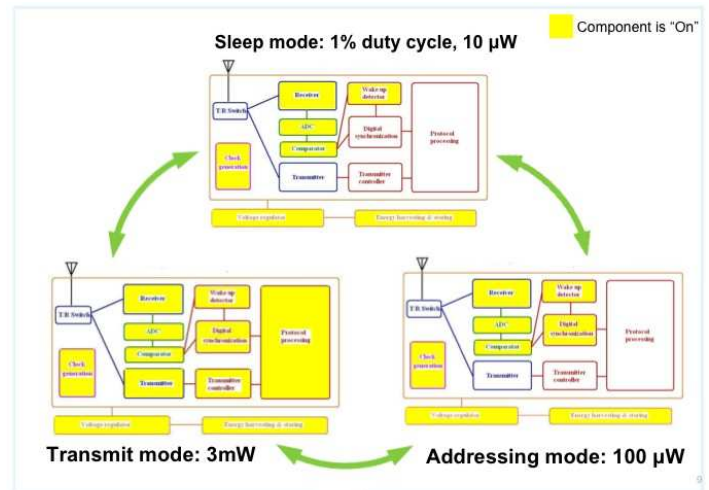 Component is "On"
Sleep mode: 1% duty cycle, 10 µW
T/R Switch
Receiver
ADC
Comparator
Wake up
detector
Digital
synchronization
Protocol
processing
Clock
generation
Transmitter
Transmitter
controller
Voltage regulator
Energy harvesting & storing
T/R Switch
Receiver
ADC
Comparator
Wake up
detector
Digital
synchronization
Protocol
processing
Clock
generation
Transmitter
Transmitter
controller
Voltage regulator
Energy harvesting & storing
Transmit mode: 3mW
T/R Switch
Receiver
ADC
Comparator
Wake up
detector
Digital
synchronization
Protocol
processing
Clock
generation
Transmitter
Transmitter
controller
Voltage regulator
Energy harvesting & storing
Addressing mode: 100 µW
9